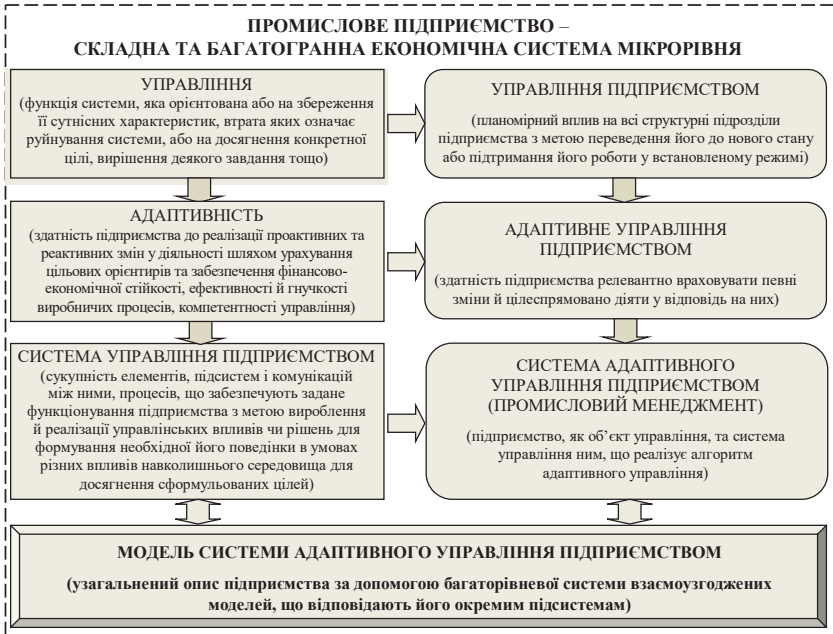 ПРОМИСЛОВЕ ПІДПРИЄМСТВО –
СКЛАДНА ТА БАГАТОГРАННА ЕКОНОМІЧНА СИСТЕМА МІКРОРІВНЯ
УПРАВЛІННЯ
(функція системи, яка орієнтована або на збереження
її сутнісних характеристик, втрата яких означає
руйнування системи, або на досягнення конкретної
цілі, вирішення деякого завдання тощо)
УПРАВЛІННЯ ПІДПРИЄМСТВОМ
(планомірний вплив на всі структурні підрозділи
підприємства з метою переведення його до нового стану
або підтримання його роботи у встановленому режимі)
АДАПТИВНІСТЬ
(здатність підприємства до реалізації проактивних та
реактивних змін у діяльності шляхом урахування
цільових орієнтирів та забезпечення фінансово-
економічної стійкості, ефективності й гнучкості
виробничих процесів, компетентності управління)
АДАПТИВНЕ УПРАВЛІННЯ
ПІДПРИЄМСТВОМ
(здатність підприємства релевантно враховувати певні
зміни й цілеспрямовано діяти у відповідь на них)
СИСТЕМА УПРАВЛІННЯ ПІДПРИЄМСТВОМ
(сукупність елементів, підсистем і комунікацій
між ними, процесів, що забезпечують задане
функціонування підприємства з метою вироблення
й реалізації управлінських впливів чи рішень для
формування необхідної його поведінки в умовах
різних впливів навколишнього середовища для
досягнення сформульованих цілей)
СИСТЕМА АДАПТИВНОГО
УПРАВЛІННЯ ПІДПРИЄМСТВОМ
(ПРОМИСЛОВИЙ МЕНЕДЖМЕНТ)
(підприємство, як об’єкт управління, та система
управління ним, що реалізує алгоритм
адаптивного управління)
МОДЕЛЬ СИСТЕМИ АДАПТИВНОГО УПРАВЛІННЯ ПІДПРИЄМСТВОМ
(узагальнений опис підприємства за допомогою багаторівневої системи взаємоузгоджених
моделей, що відповідають його окремим підсистемам)